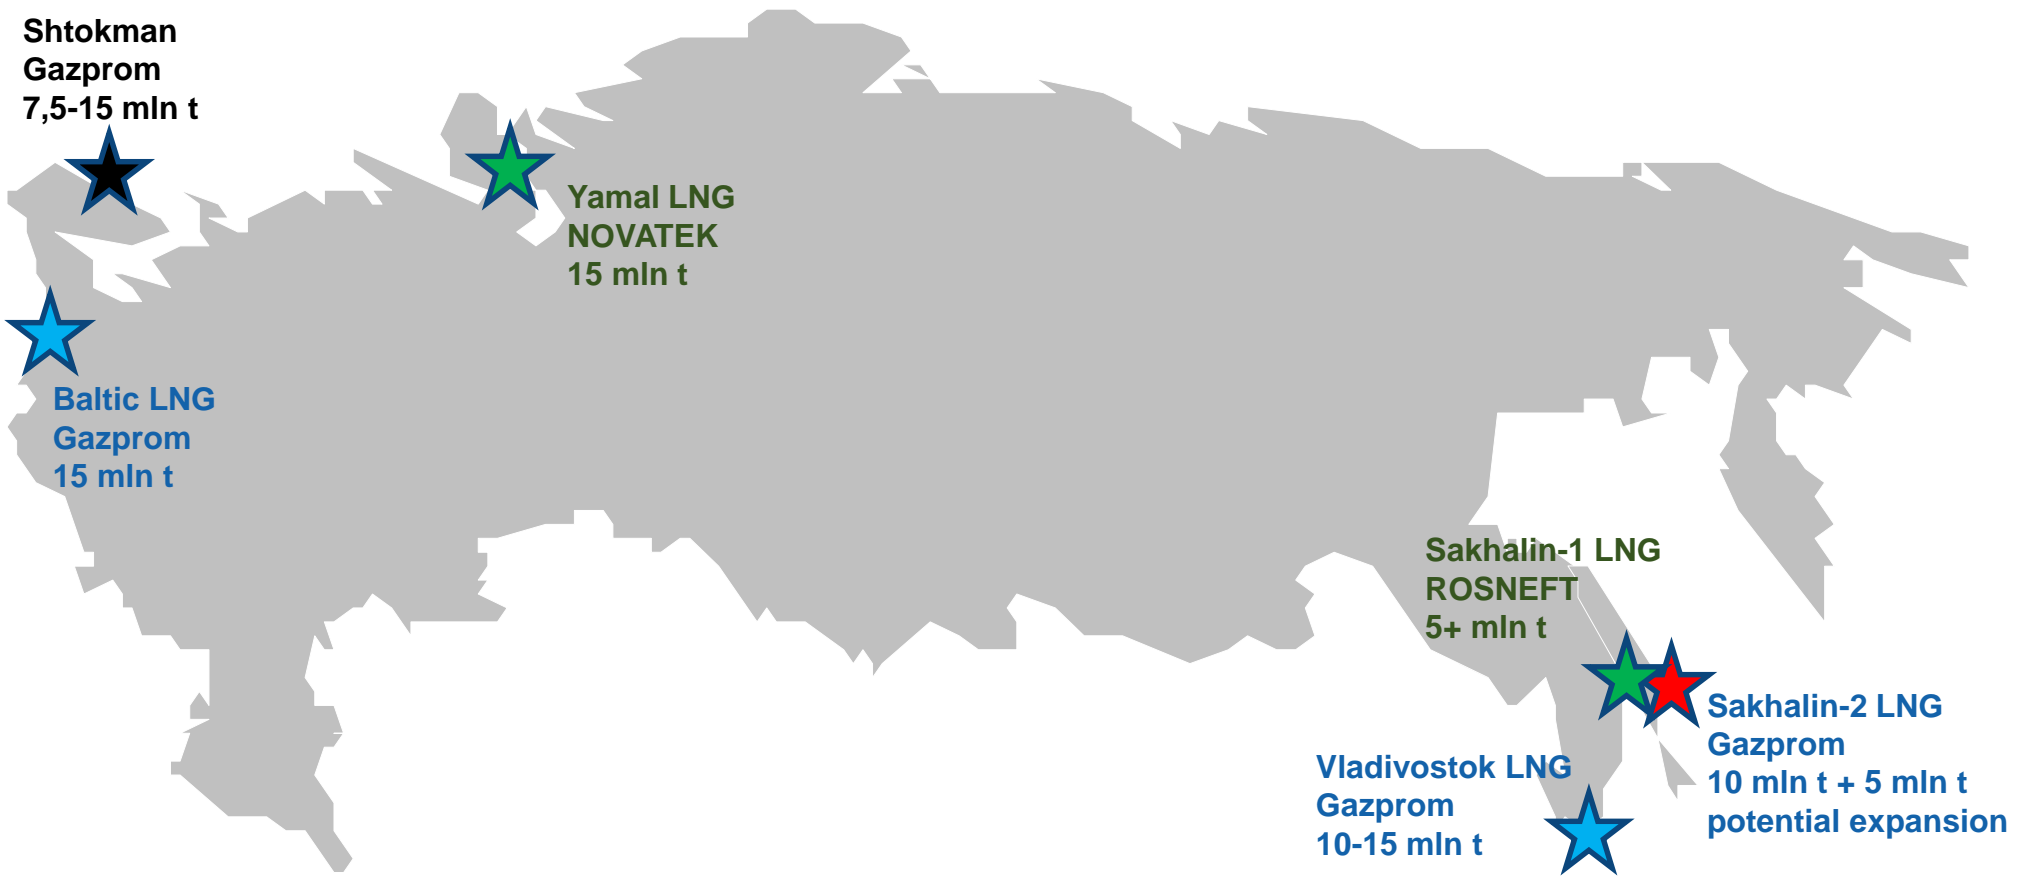 Shtokman
Gazprom
7,5-15 mln t
Yamal LNG
NOVATEK
15 mln t
Baltic LNG
Gazprom
15 mln t
Sakhalin-1 LNG
ROSNEFT
5+ mln t
Sakhalin-2 LNG
Gazprom
10 mln t + 5 mln t
potential expansion
Vladivostok LNG
Gazprom
10-15 mln t